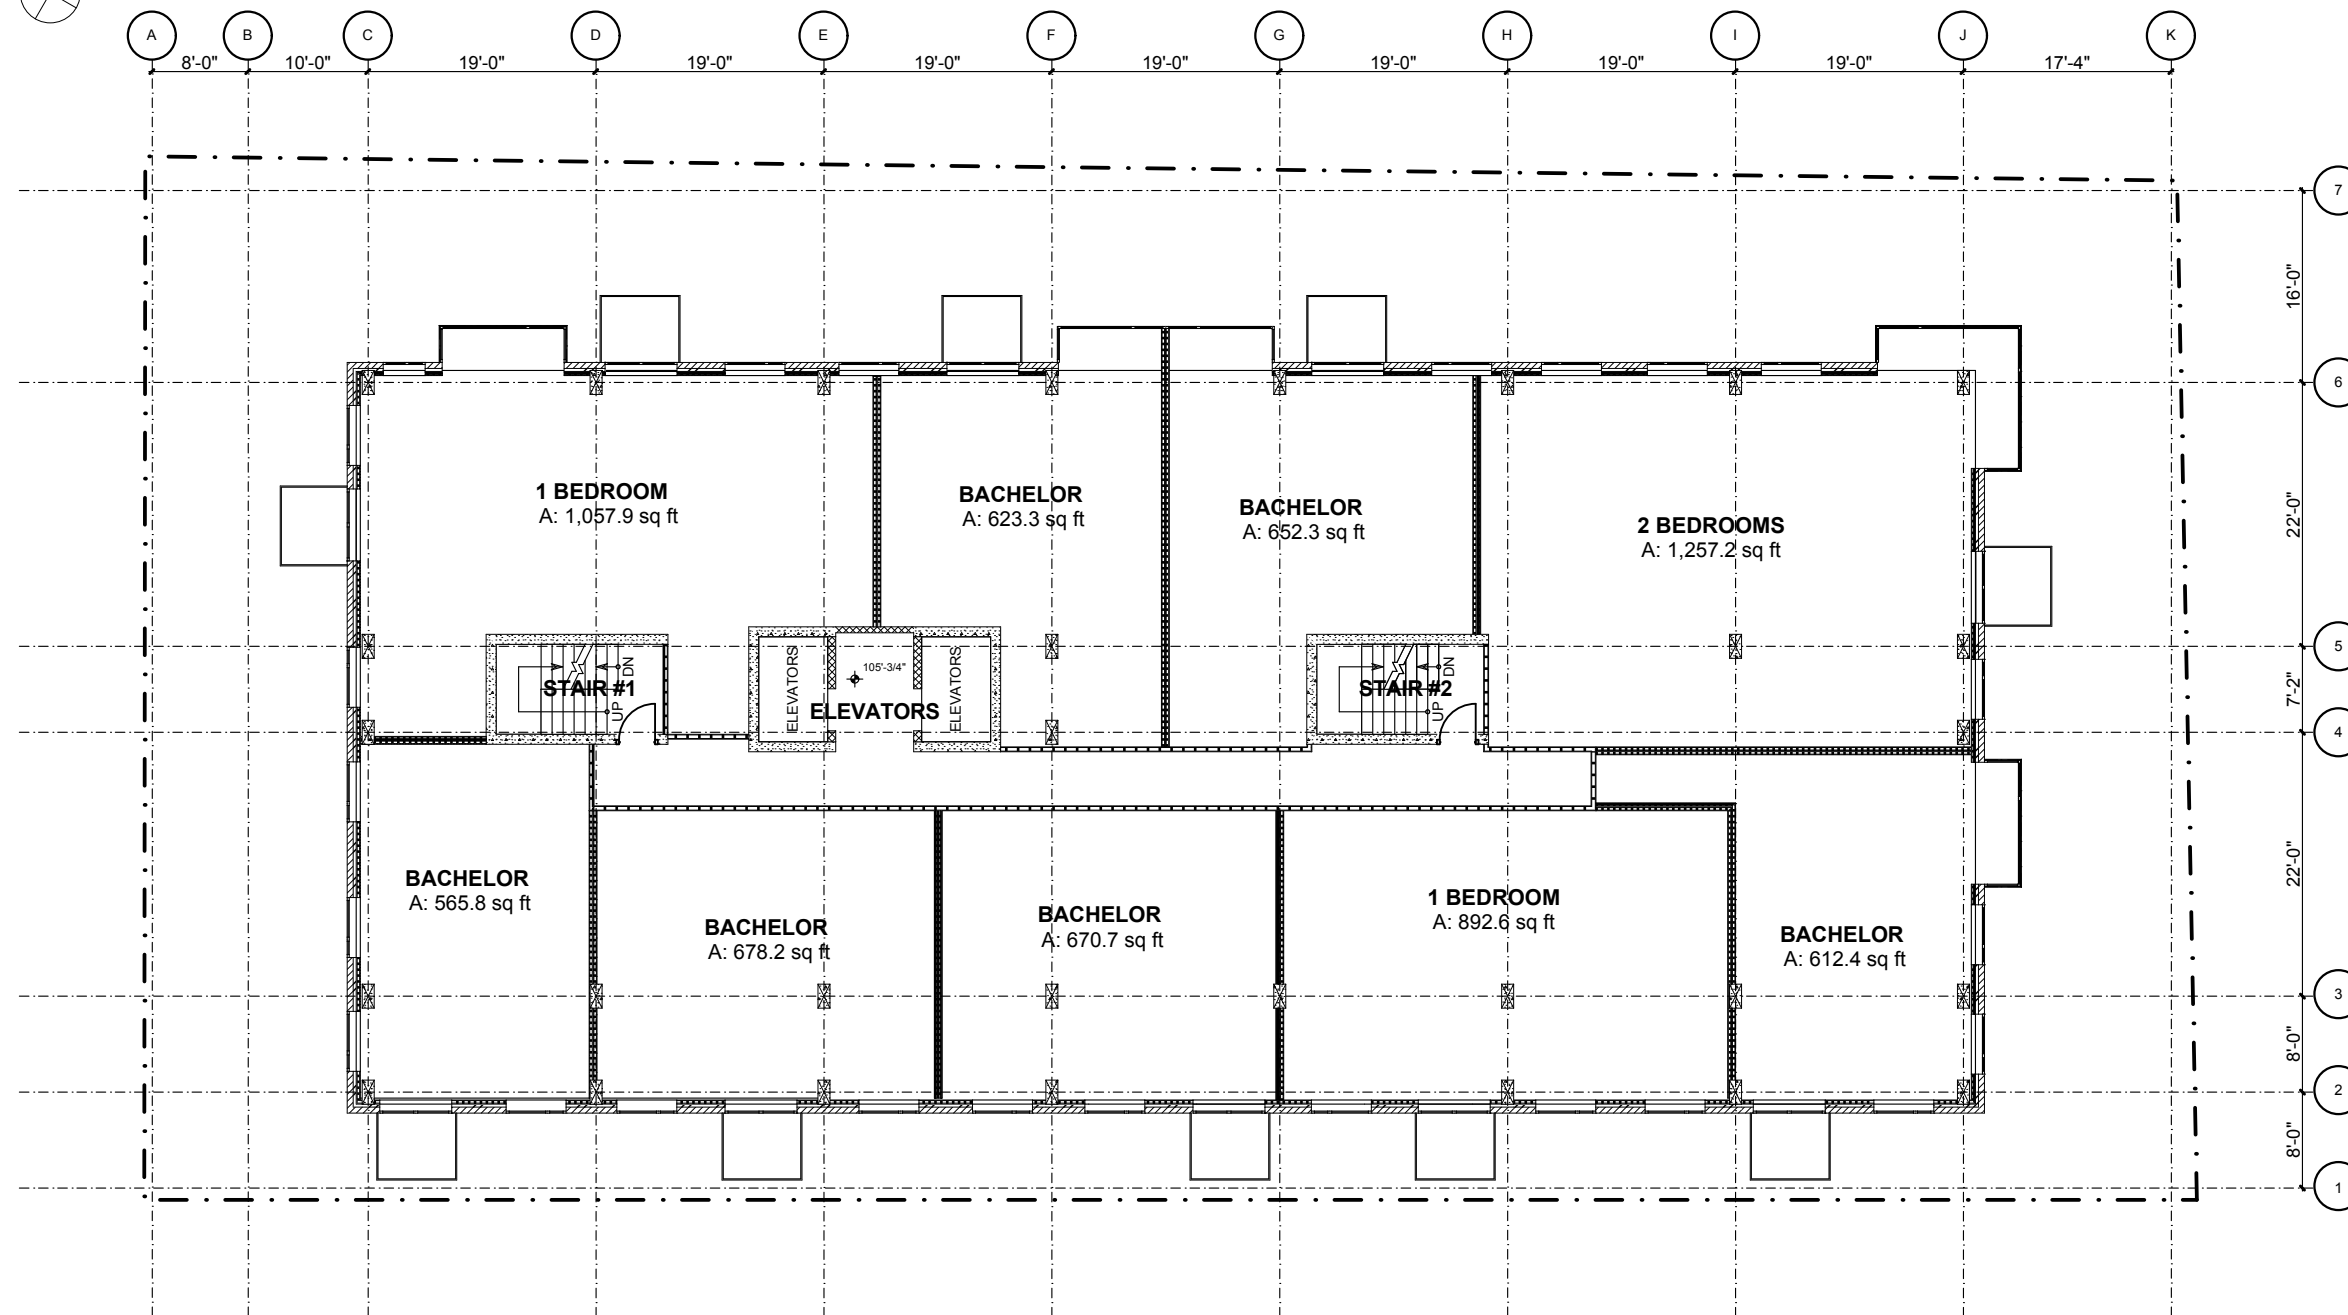 A B C D E F G H I J K
8'-0" 10'-0" 19'-0" 19'-0" 19'-0" 19'-0" 19'-0" 19'-0" 19'-0" 17'-4"
7
16'-0"
6
1 BEDROOM
A: 1,057.9 sq ft
BACHELOR
A: 623.3 sq ft
BACHELOR
A: 652.3 sq ft
2 BEDROOMS
A: 1,257.2 sq ft
22'-0"
5
STAIR #1
UP
DN
ELEVATORS
105'-3/4"
ELEVATORS
ELEVATORS
STAIR #2
UP
DN
7'-2"
4
BACHELOR
A: 565.8 sq ft
BACHELOR
A: 678.2 sq ft
BACHELOR
A: 670.7 sq ft
1 BEDROOM
A: 892.6 sq ft
BACHELOR
A: 612.4 sq ft
22'-0"
3
8'-0"
2
8'-0"
1